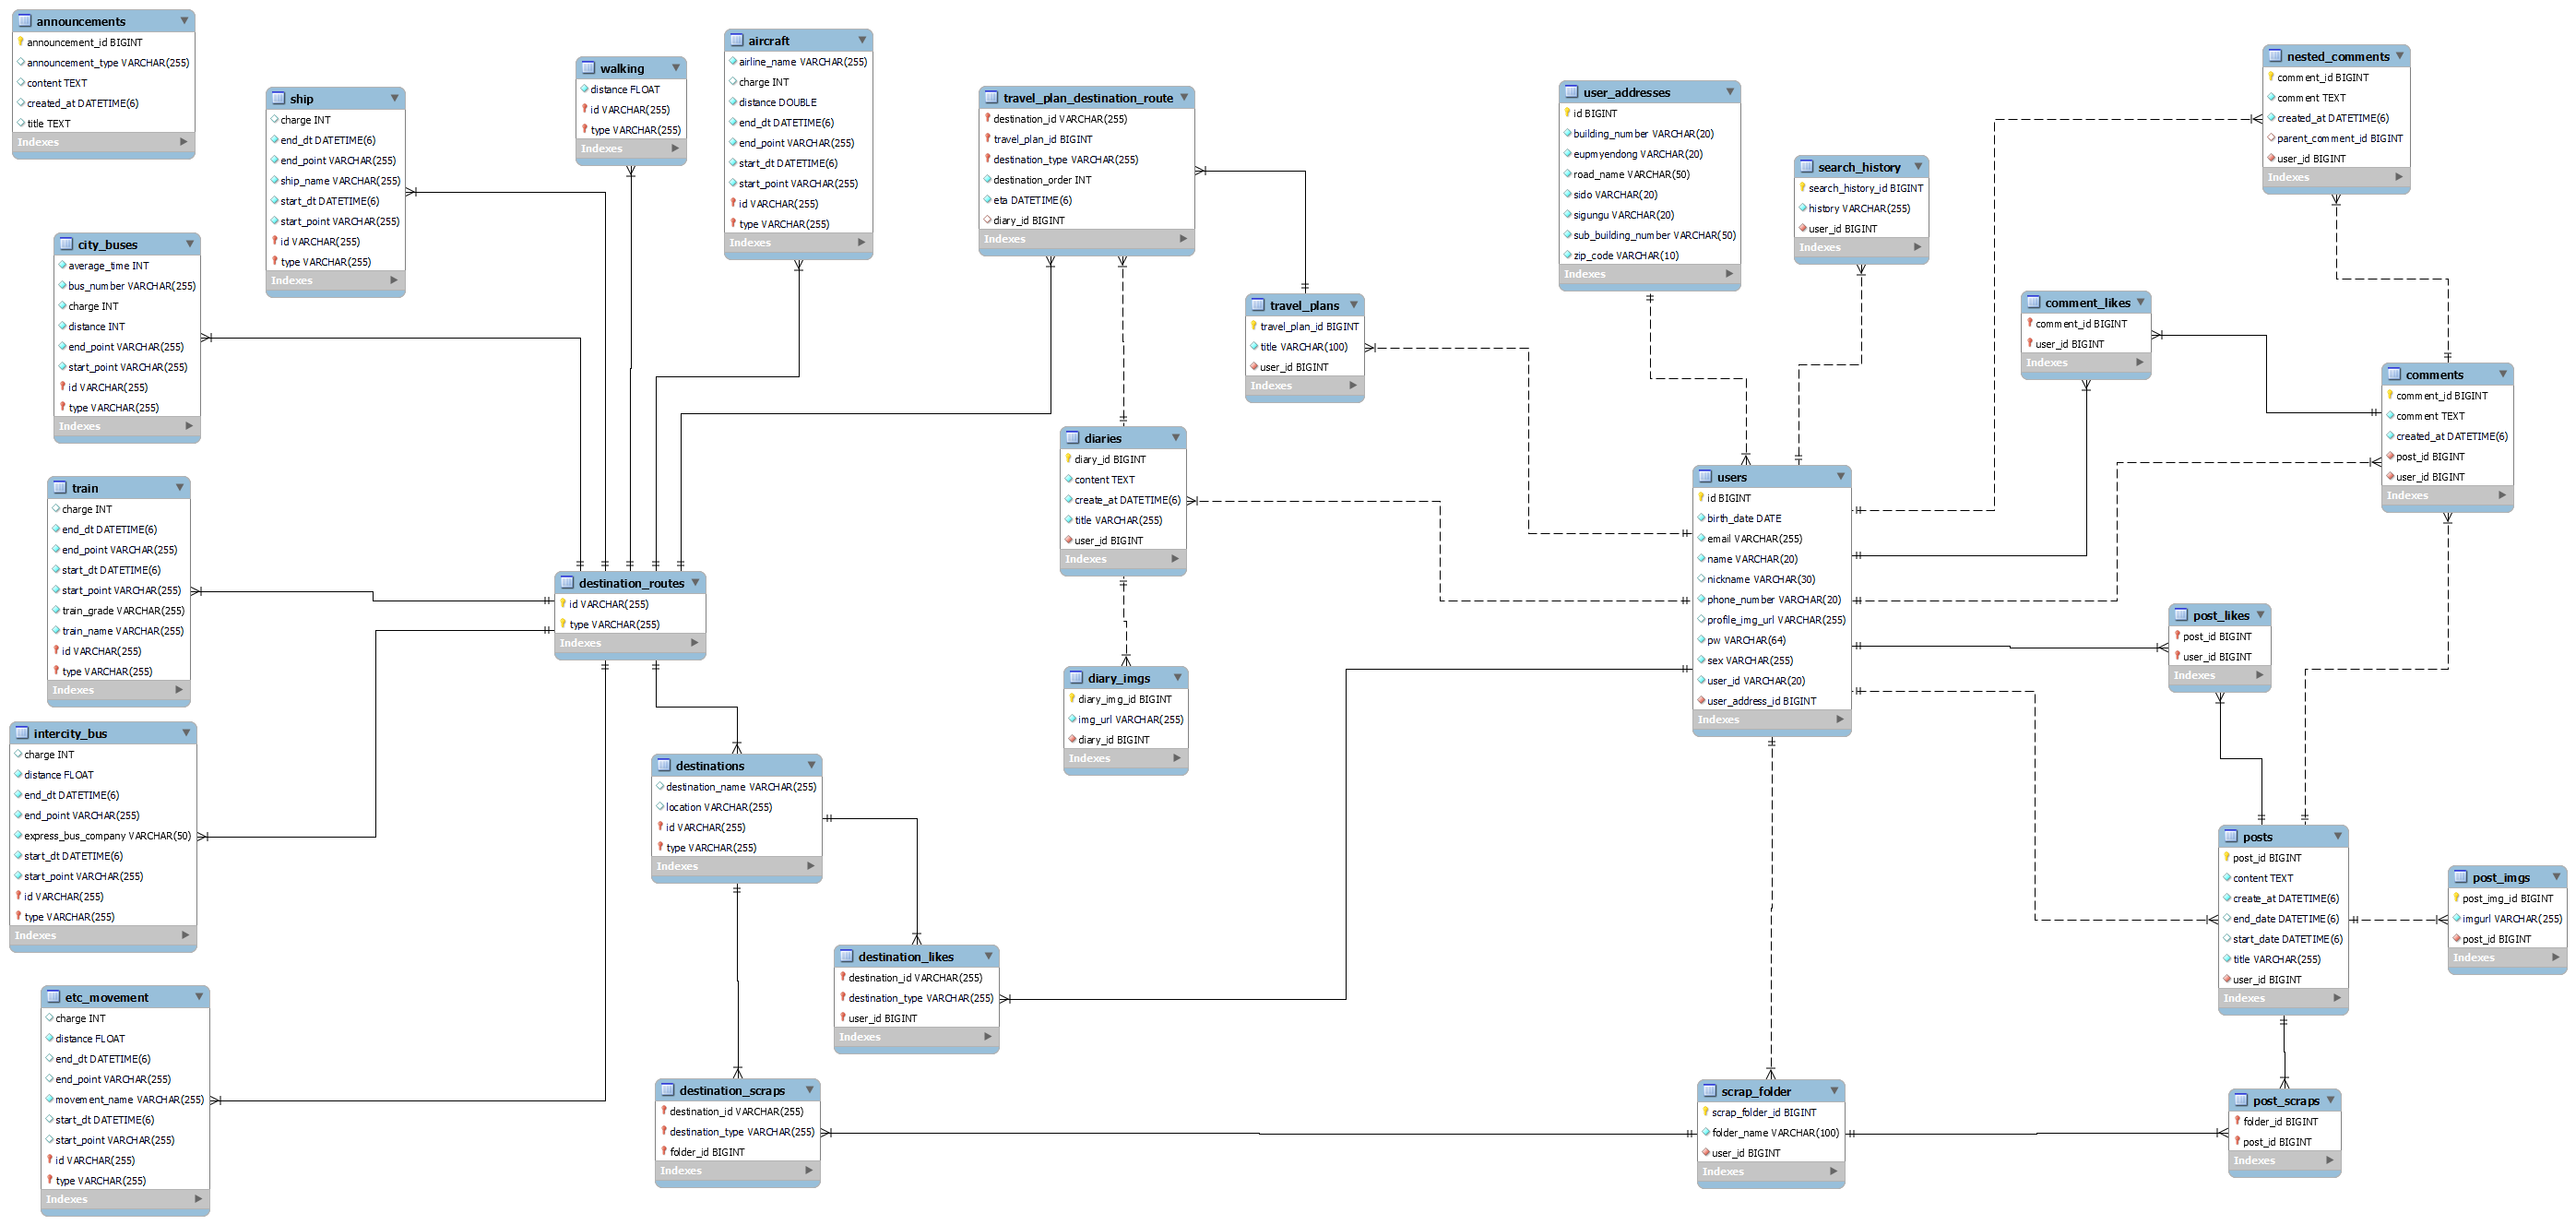 announcements
announcement_id BIGINT
announcement_type VARCHAR(255)
content TEXT
created_at DATETIME(6)
title TEXT
Indexes
ship
charge INT
end_dt DATETIME(6)
end_point VARCHAR(255)
ship_name VARCHAR(255)
start_dt DATETIME(6)
start_point VARCHAR(255)
id VARCHAR(255)
type VARCHAR(255)
Indexes
walking
distance FLOAT
id VARCHAR(255)
type VARCHAR(255)
Indexes
aircraft
airline_name VARCHAR(255)
charge INT
distance DOUBLE
end_dt DATETIME(6)
end_point VARCHAR(255)
start_dt DATETIME(6)
start_point VARCHAR(255)
id VARCHAR(255)
type VARCHAR(255)
Indexes
travel_plan_destination_route
destination_id VARCHAR(255)
travel_plan_id BIGINT
destination_type VARCHAR(255)
destination_order INT
eta DATETIME(6)
diary_id BIGINT
Indexes
user_addresses
id BIGINT
building_number VARCHAR(20)
eupmyendong VARCHAR(20)
road_name VARCHAR(50)
sido VARCHAR(20)
sigungu VARCHAR(20)
sub_building_number VARCHAR(50)
zip_code VARCHAR(10)
Indexes
search_history
search_history_id BIGINT
history VARCHAR(255)
user_id BIGINT
Indexes
nested_comments
comment_id BIGINT
comment TEXT
created_at DATETIME(6)
parent_comment_id BIGINT
user_id BIGINT
Indexes
city_buses
average_time INT
bus_number VARCHAR(255)
charge INT
distance INT
end_point VARCHAR(255)
start_point VARCHAR(255)
id VARCHAR(255)
type VARCHAR(255)
Indexes
travel_plans
travel_plan_id BIGINT
title VARCHAR(100)
user_id BIGINT
Indexes
comment_likes
comment_id BIGINT
user_id BIGINT
Indexes
comments
comment_id BIGINT
comment TEXT
created_at DATETIME(6)
post_id BIGINT
user_id BIGINT
Indexes
diaries
diary_id BIGINT
content TEXT
create_at DATETIME(6)
title VARCHAR(255)
user_id BIGINT
Indexes
users
id BIGINT
birth_date DATE
email VARCHAR(255)
name VARCHAR(20)
nickname VARCHAR(30)
phone_number VARCHAR(20)
profile_img_url VARCHAR(255)
pw VARCHAR(64)
sex VARCHAR(255)
user_id VARCHAR(20)
user_address_id BIGINT
Indexes
train
charge INT
end_dt DATETIME(6)
end_point VARCHAR(255)
start_dt DATETIME(6)
start_point VARCHAR(255)
train_grade VARCHAR(255)
train_name VARCHAR(255)
id VARCHAR(255)
type VARCHAR(255)
Indexes
destination_routes
id VARCHAR(255)
type VARCHAR(255)
Indexes
post_likes
post_id BIGINT
user_id BIGINT
Indexes
diary_imgs
diary_img_id BIGINT
img_url VARCHAR(255)
diary_id BIGINT
Indexes
intercity_bus
charge INT
distance FLOAT
end_dt DATETIME(6)
end_point VARCHAR(255)
express_bus_company VARCHAR(50)
start_dt DATETIME(6)
start_point VARCHAR(255)
id VARCHAR(255)
type VARCHAR(255)
Indexes
destinations
destination_name VARCHAR(255)
location VARCHAR(255)
id VARCHAR(255)
type VARCHAR(255)
Indexes
posts
post_id BIGINT
content TEXT
create_at DATETIME(6)
end_date DATETIME(6)
start_date DATETIME(6)
title VARCHAR(255)
user_id BIGINT
Indexes
post_imgs
post_img_id BIGINT
imgurl VARCHAR(255)
post_id BIGINT
Indexes
destination_likes
destination_id VARCHAR(255)
destination_type VARCHAR(255)
user_id BIGINT
Indexes
etc_movement
charge INT
distance FLOAT
end_dt DATETIME(6)
end_point VARCHAR(255)
movement_name VARCHAR(255)
start_dt DATETIME(6)
start_point VARCHAR(255)
id VARCHAR(255)
type VARCHAR(255)
Indexes
destination_scraps
destination_id VARCHAR(255)
destination_type VARCHAR(255)
folder_id BIGINT
Indexes
scrap_folder
scrap_folder_id BIGINT
folder_name VARCHAR(100)
user_id BIGINT
Indexes
post_scraps
folder_id BIGINT
post_id BIGINT
Indexes